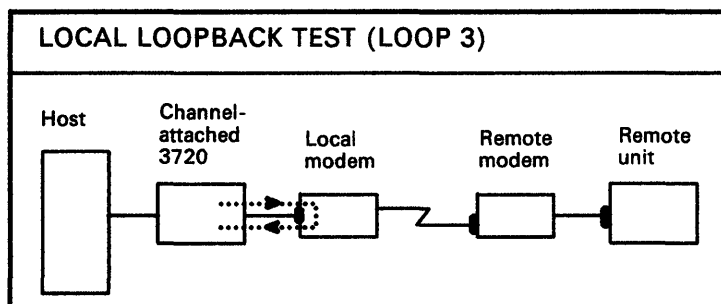 LOCAL LOOPBACK TEST (LOOP 3)
Host
Channel-
attached
3720
Local
modem
Remote
modem
Remote
unit